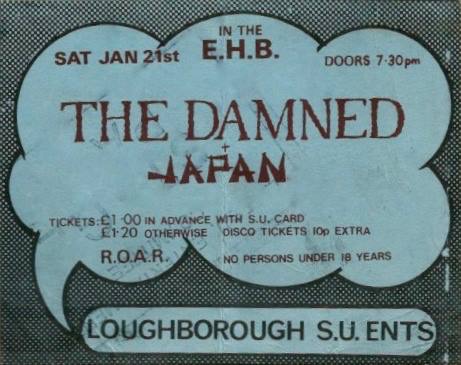 IN THE
SAT JAN 21st E.H.B. DOORS 7·30pm
THE DAMNED
+
JAPAN
TICKETS: £1·00 IN ADVANCE WITH S.U. CARD
£1·20 OTHERWISE DISCO TICKETS 10p EXTRA
R.O.A.R. NO PERSONS UNDER 18 YEARS
LOUGHBOROUGH S.U. ENTS